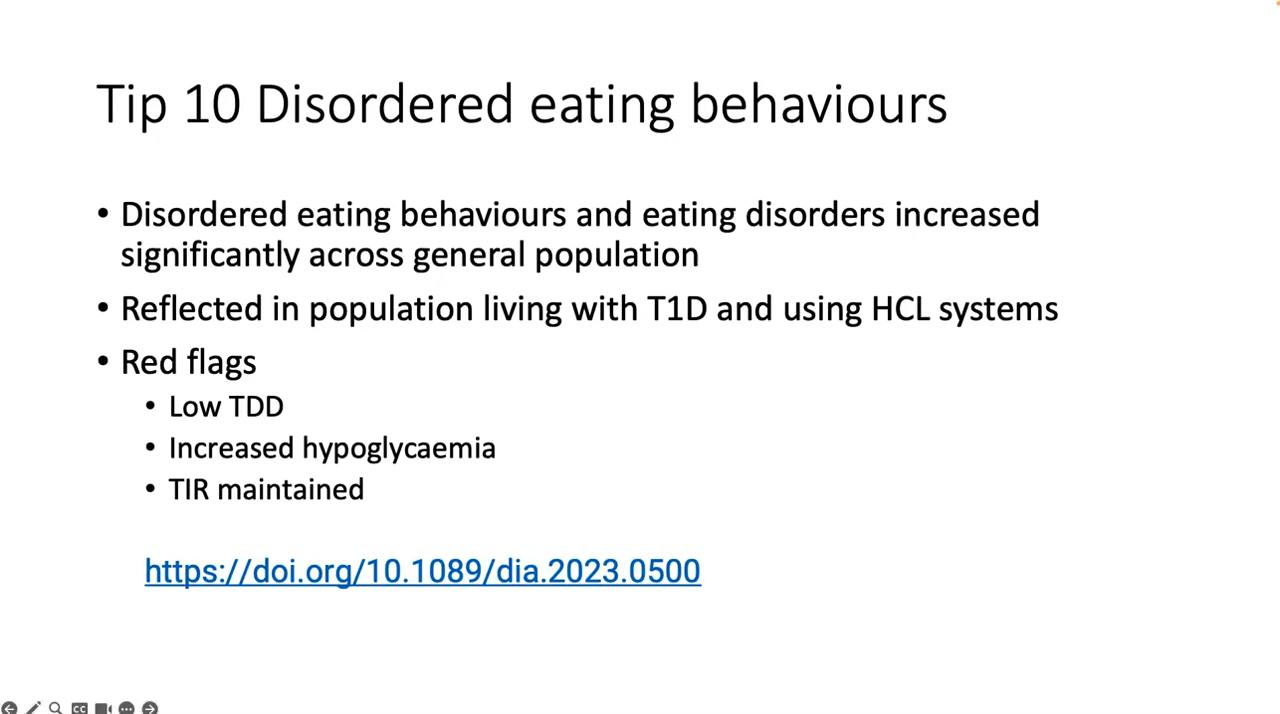 Tip 10 Disordered eating behaviours
• Disordered eating behaviours and eating disorders increased
significantly across general population
• Reflected in population living with T1D and using HCL systems
• Red flags
• Low TDD
• Increased hypoglycaemia
• TIR maintained
https://doi.org/10.1089/dia.2023.0500
CC